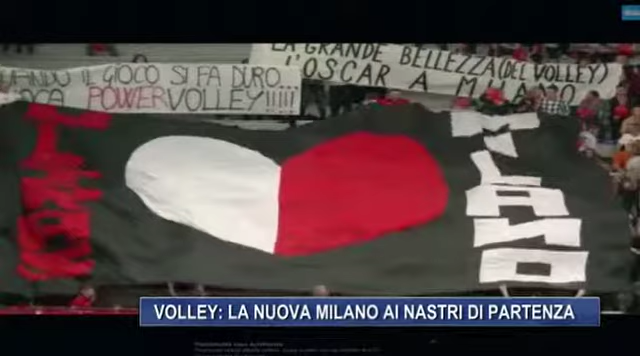 LA GRANDE BELLEZZA (DEL VOLLEY)
L'OSCAR A MILANO
QUANDO IL GIOCO SI FA DURO...
POWERVOLLEY!!!!!
MILANO
VOLLEY: LA NUOVA MILANO AI NASTRI DI PARTENZA